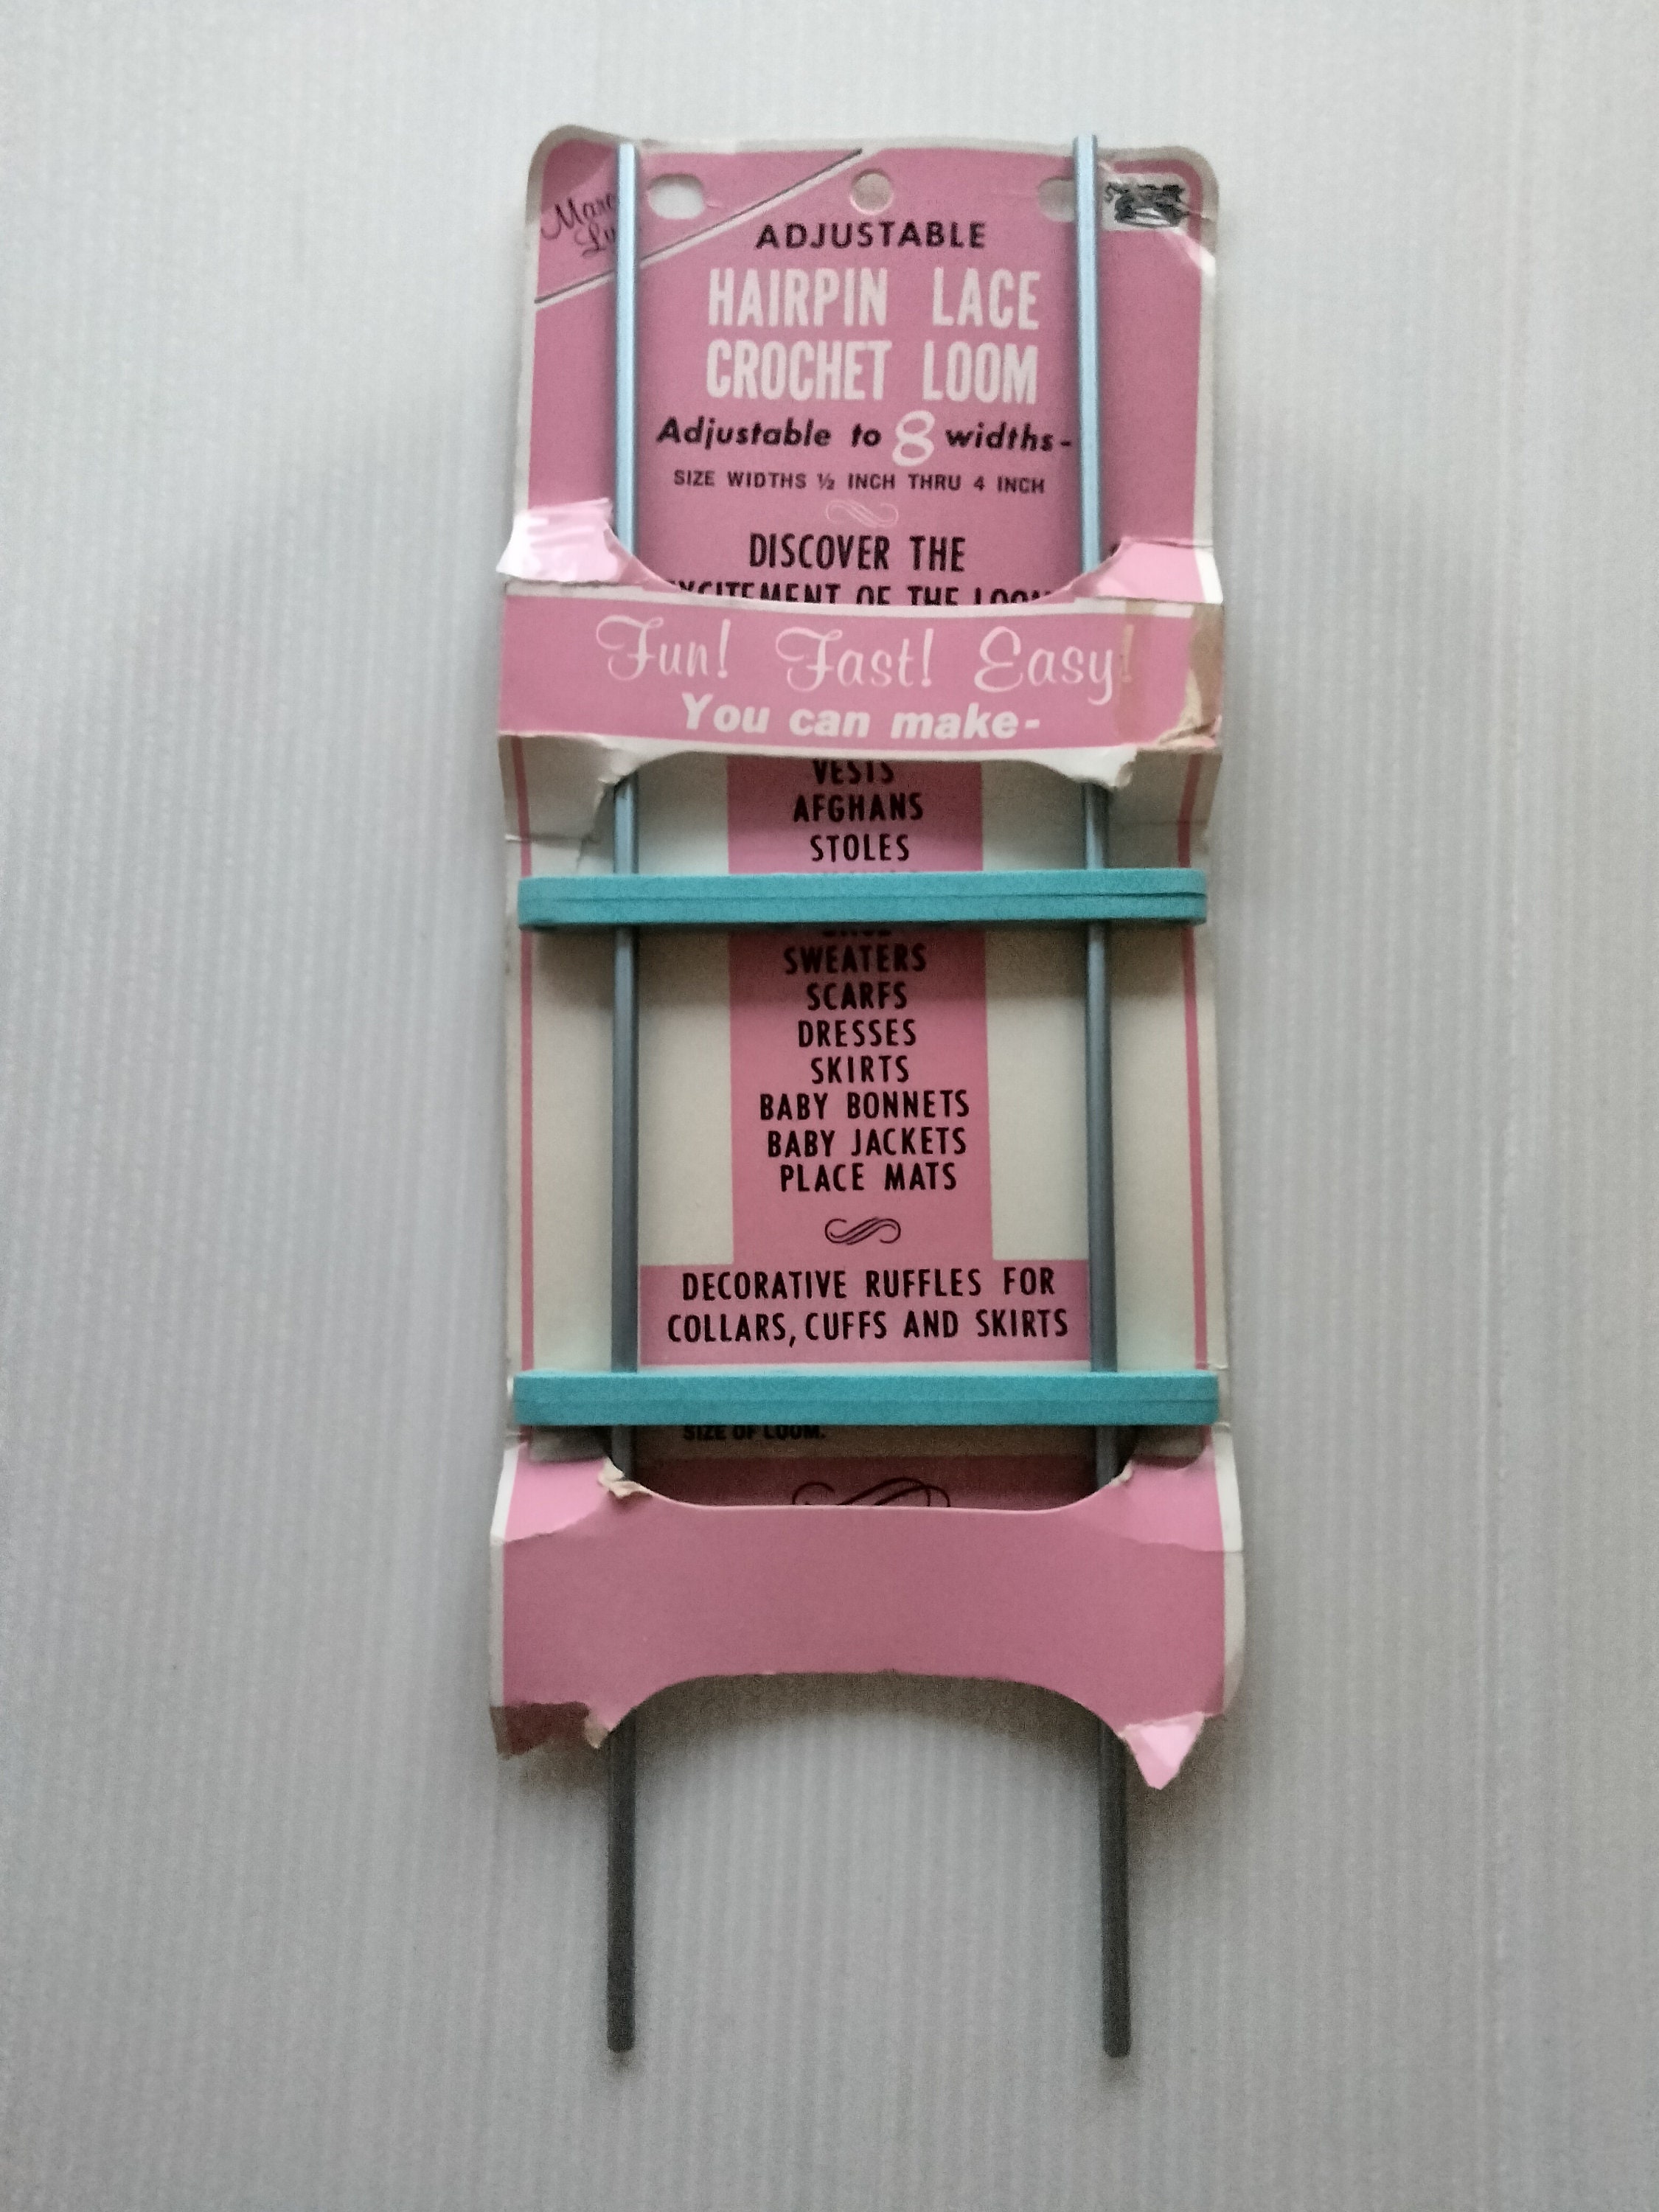 ADJUSTABLE
HAIRPIN LACE
CROCHET LOOM
Adjustable to 8 widths-
SIZE WIDTHS ½ INCH THRU 4 INCH
DISCOVER THE
OF THE
Fun! Fast! Easy!
You can make-
VESTS
AFGHANS
STOLES
SWEATERS
SCARFS
DRESSES
SKIRTS
BABY BONNETS
BABY JACKETS
PLACE MATS
DECORATIVE RUFFLES FOR
COLLARS, CUFFS AND SKIRTS
SIZE OF LOOM.